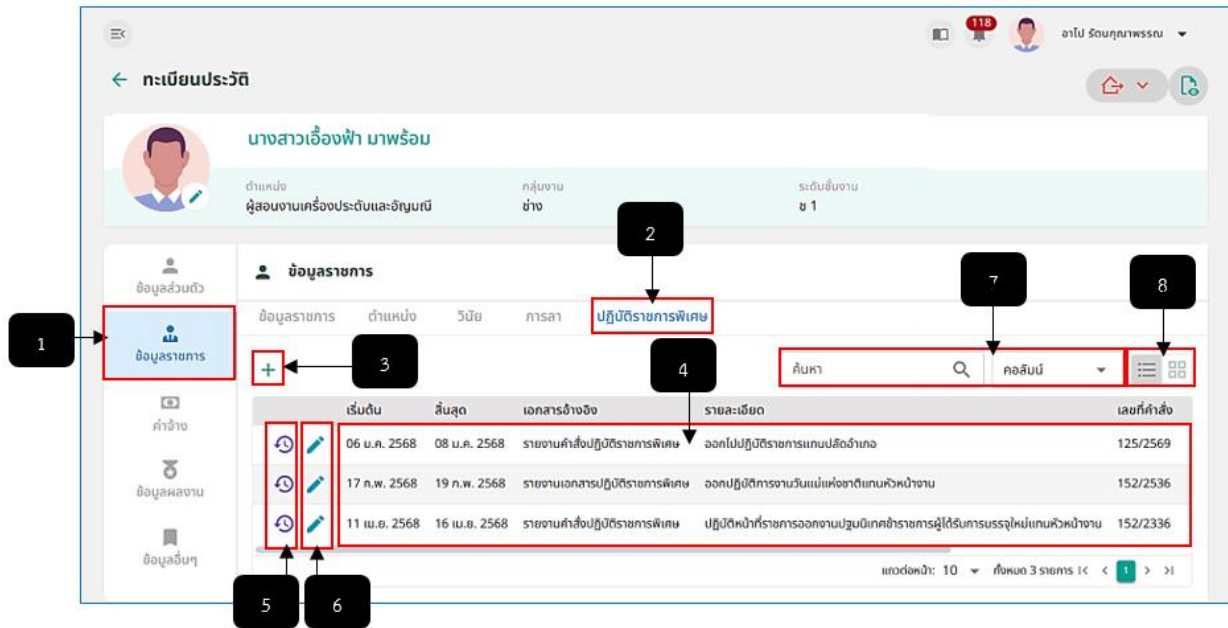 118
อาโป รัตนคุณาพรรณ
ทะเบียนประวัติ
นางสาวเอื้องฟ้า มาพร้อม
ตำแหน่ง กลุ่มงาน ระดับชั้นงาน
ผู้สอนงานเครื่องประดับและอัญมณี ช่าง ช 1
2
ข้อมูลส่วนตัว
ข้อมูลราชการ
7
8
1
ข้อมูลราชการ
ข้อมูลราชการ ตำแหน่ง วินัย การลา ปฏิบัติราชการพิเศษ
+ 3 4 ค้นหา คอลัมน์
ค่าจ้าง
ข้อมูลผลงาน
ข้อมูลอื่นๆ
เริ่มต้น สิ้นสุด เอกสารอ้างอิง รายละเอียด เลขที่คำสั่ง
06 ม.ค. 2568 08 ม.ค. 2568 รายงานคำสั่งปฏิบัติราชการพิเศษ ออกไปปฏิบัติราชการแทนปลัดอำเภอ 125/2569
17 ก.พ. 2568 19 ก.พ. 2568 รายงานเอกสารปฏิบัติราชการพิเศษ ออกปฏิบัติการงานวันแม่แห่งชาติแทนหัวหน้างาน 152/2536
11 เม.ย. 2568 16 เม.ย. 2568 รายงานคำสั่งปฏิบัติราชการพิเศษ ปฏิบัติหน้าที่ราชการออกงานปฐมนิเทศข้าราชการผู้ได้รับการบรรจุใหม่แทนหัวหน้างาน 152/2336
แถวต่อหน้า: 10 ทั้งหมด 3 รายการ |< < 1 > >|
5 6